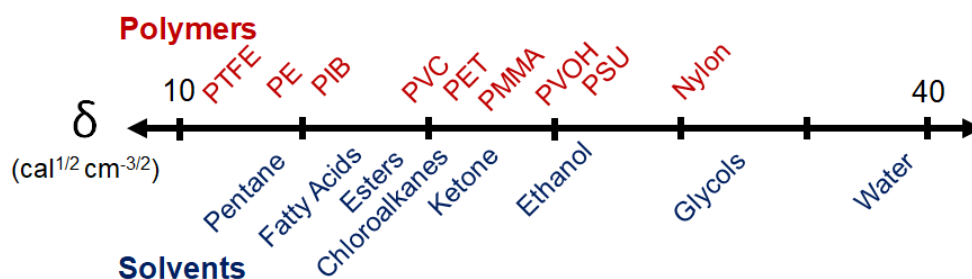 Polymers
PTFE
PE
PIB
PVC
PET
PMMA
PVOH
PSU
Nylon
10
40
δ
(cal1/2 cm-3/2)
Pentane
Fatty Acids
Esters
Chloroalkanes
Ketone
Ethanol
Glycols
Water
Solvents